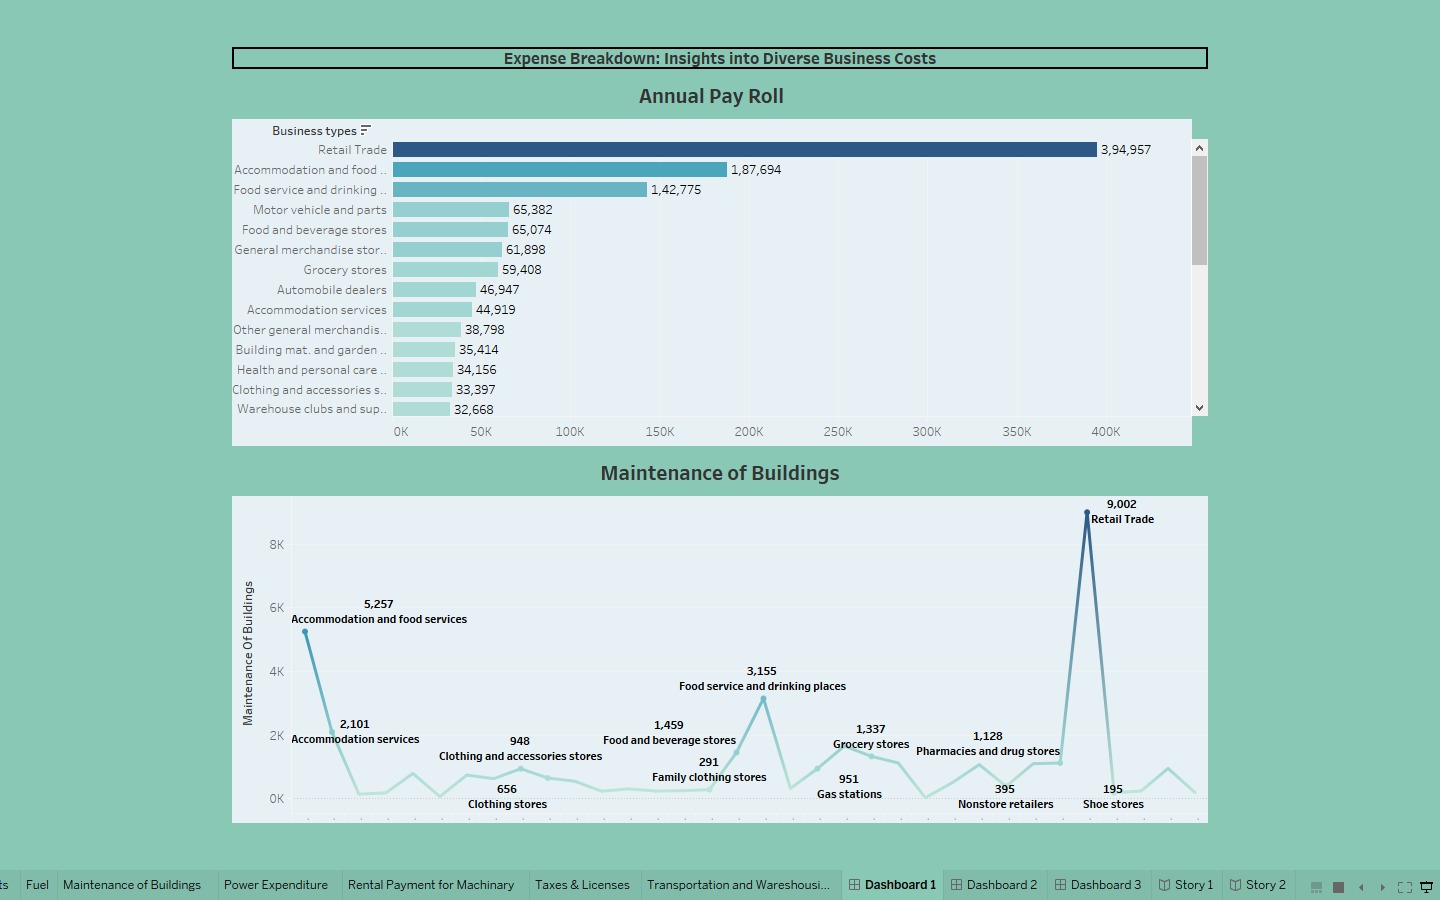 Expense Breakdown: Insights into Diverse Business Costs
Annual Pay Roll
Business types
Retail Trade 3,94,957
Accommodation and food .. 1,87,694
Food service and drinking .. 1,42,775
Motor vehicle and parts 65,382
Food and beverage stores 65,074
General merchandise stor.. 61,898
Grocery stores 59,408
Automobile dealers 46,947
Accommodation services 44,919
Other general merchandis.. 38,798
Building mat. and garden .. 35,414
Health and personal care .. 34,156
Clothing and accessories s.. 33,397
Warehouse clubs and sup.. 32,668
0K 50K 100K 150K 200K 250K 300K 350K 400K
Maintenance of Buildings
Maintenance Of Buildings
8K
6K
4K
2K
0K
9,002
Retail Trade
5,257
Accommodation and food services
3,155
Food service and drinking places
2,101
Accommodation services
948
Clothing and accessories stores
1,459
Food and beverage stores
1,337
Grocery stores
1,128
Pharmacies and drug stores
291
Family clothing stores
656
Clothing stores
951
Gas stations
395
Nonstore retailers
195
Shoe stores
ts Fuel Maintenance of Buildings Power Expenditure Rental Payment for Machinary Taxes & Licenses Transportation and Wareshousi... Dashboard 1 Dashboard 2 Dashboard 3 Story 1 Story 2